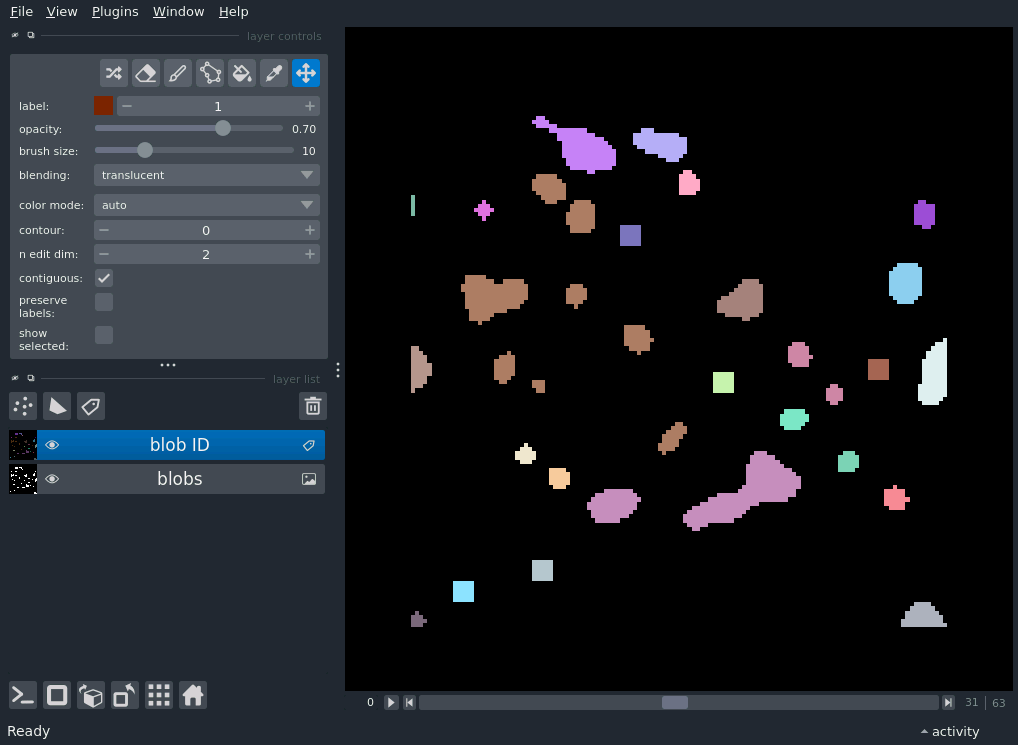 File View Plugins Window Help
layer controls
label: 1
opacity: 0.70
brush size: 10
blending: translucent
color mode: auto
contour: 0
n edit dim: 2
contiguous:
preserve
labels:
show
selected:
layer list
blob ID
blobs
0 31 | 63
Ready activity